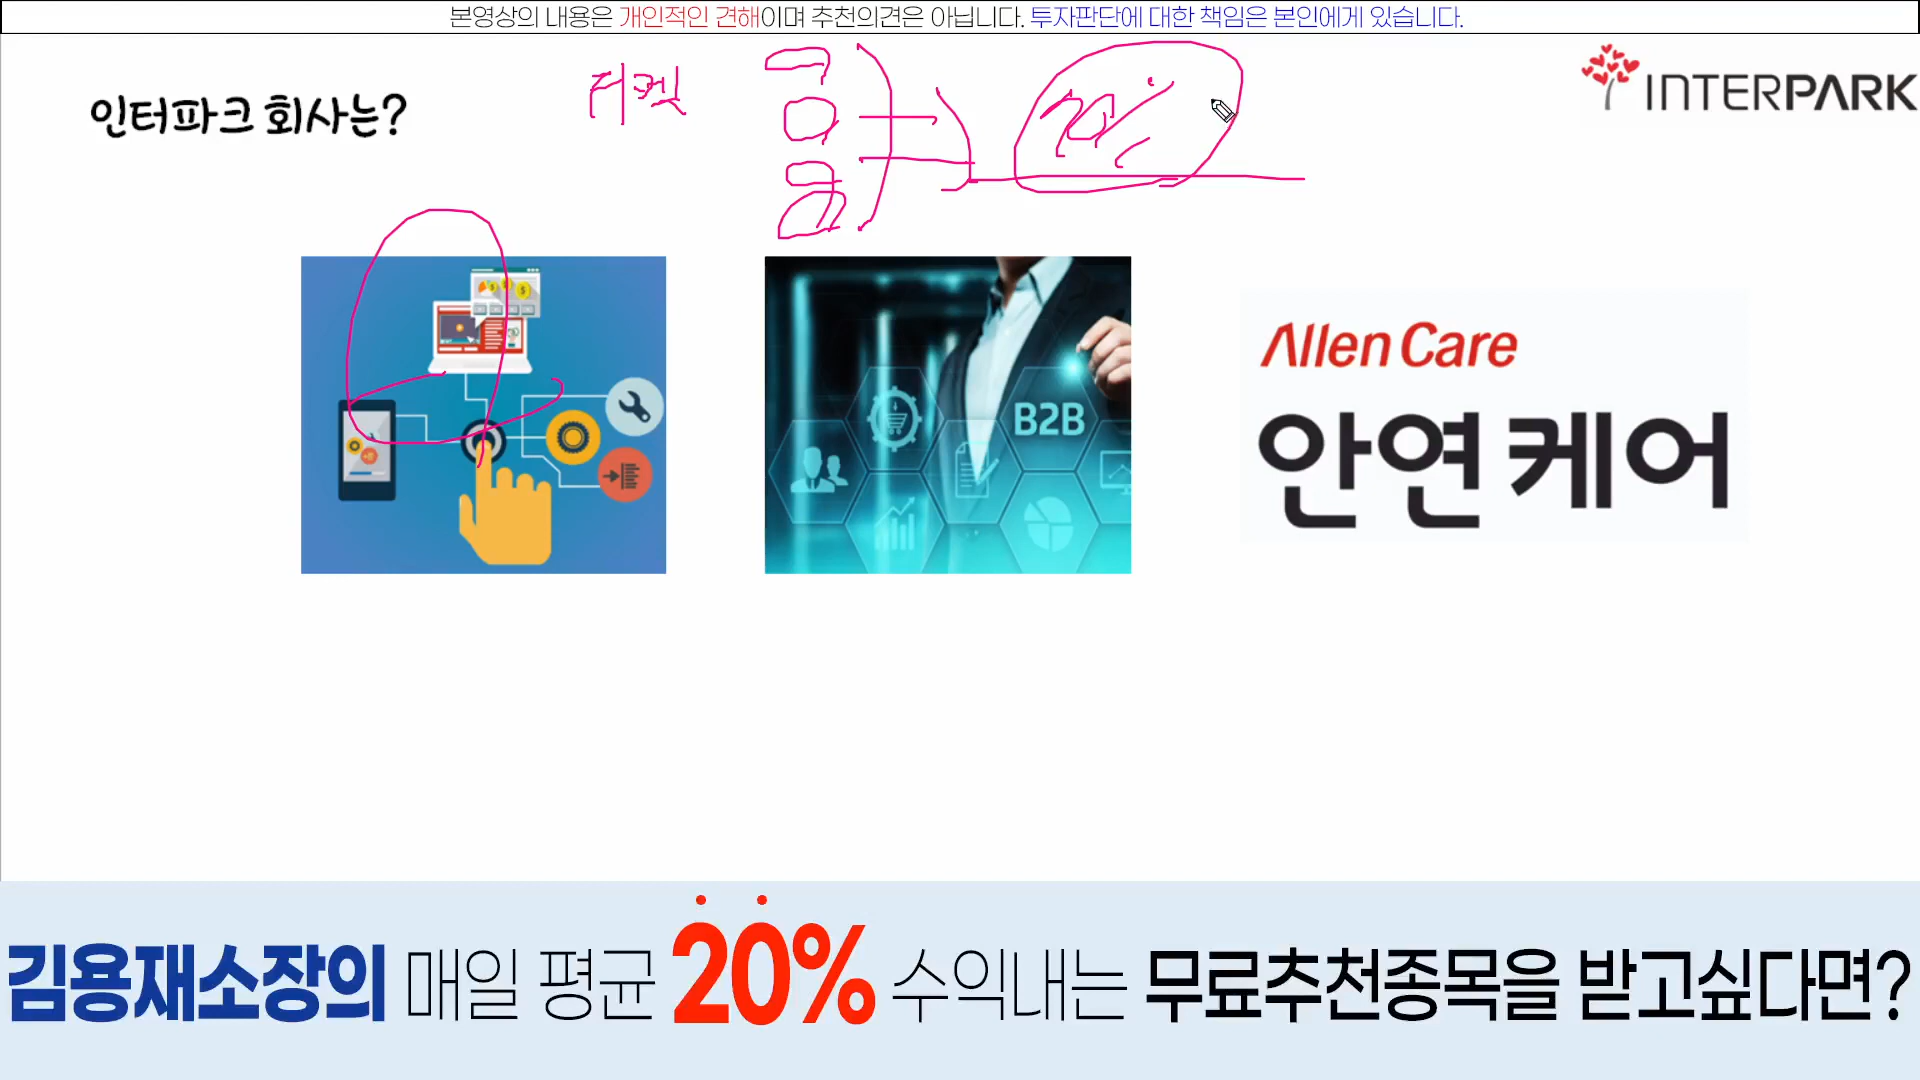 본영상의 내용은 개인적인 견해이며 추천의견은 아닙니다. 투자판단에 대한 책임은 본인에게 있습니다.
INTERPARK
인터파크 회사는?
티켓
70%
B2B
Allen Care
안연케어
김용재소장의 매일 평균 20% 수익내는 무료추천종목을 받고싶다면?